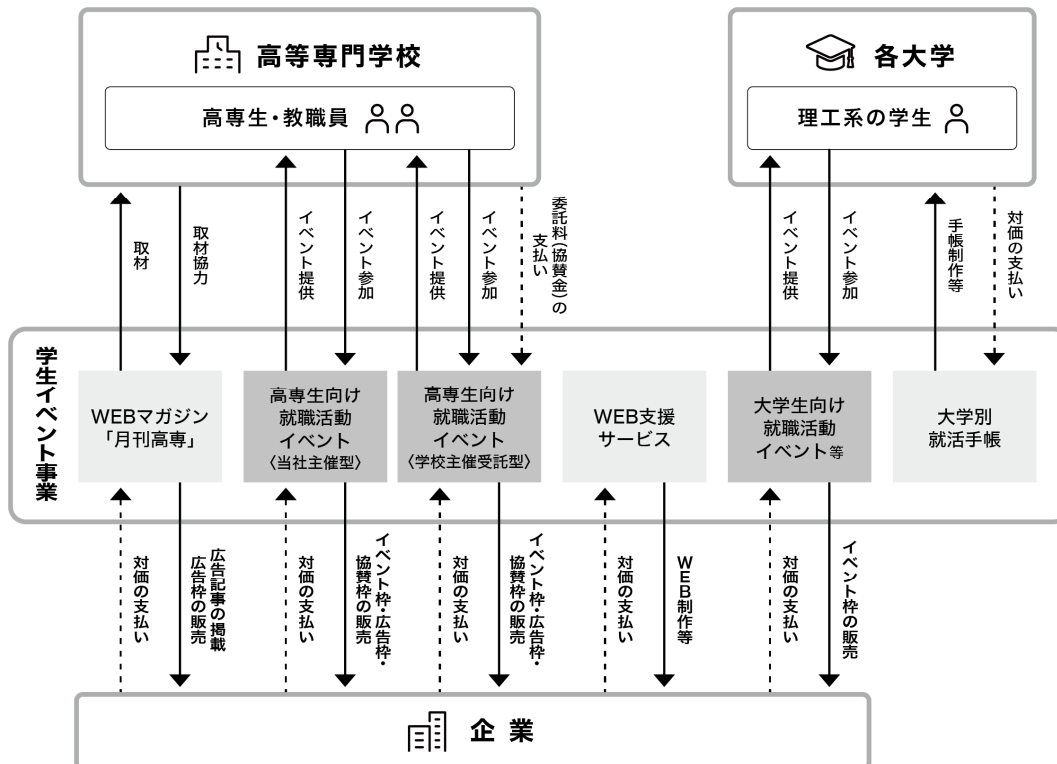 高等専門学校
高専生・教職員
各大学
理工系の学生
取材
取材協力
イベント提供
イベント参加
イベント提供
イベント参加
委託料(協賛金)の
支払い
イベント提供
イベント参加
手帳制作等
対価の支払い
学生イベント事業
WEBマガジン
「月刊高専」
高専生向け
就職活動
イベント
〈当社主催型〉
高専生向け
就職活動
イベント
〈学校主催受託型〉
WEB支援
サービス
大学生向け
就職活動
イベント等
大学別
就活手帳
対価の支払い
広告記事の掲載
広告枠の販売
対価の支払い
イベント枠・広告枠・
協賛枠の販売
対価の支払い
イベント枠・広告枠・
協賛枠の販売
対価の支払い
WEB制作等
対価の支払い
イベント枠の販売
企業